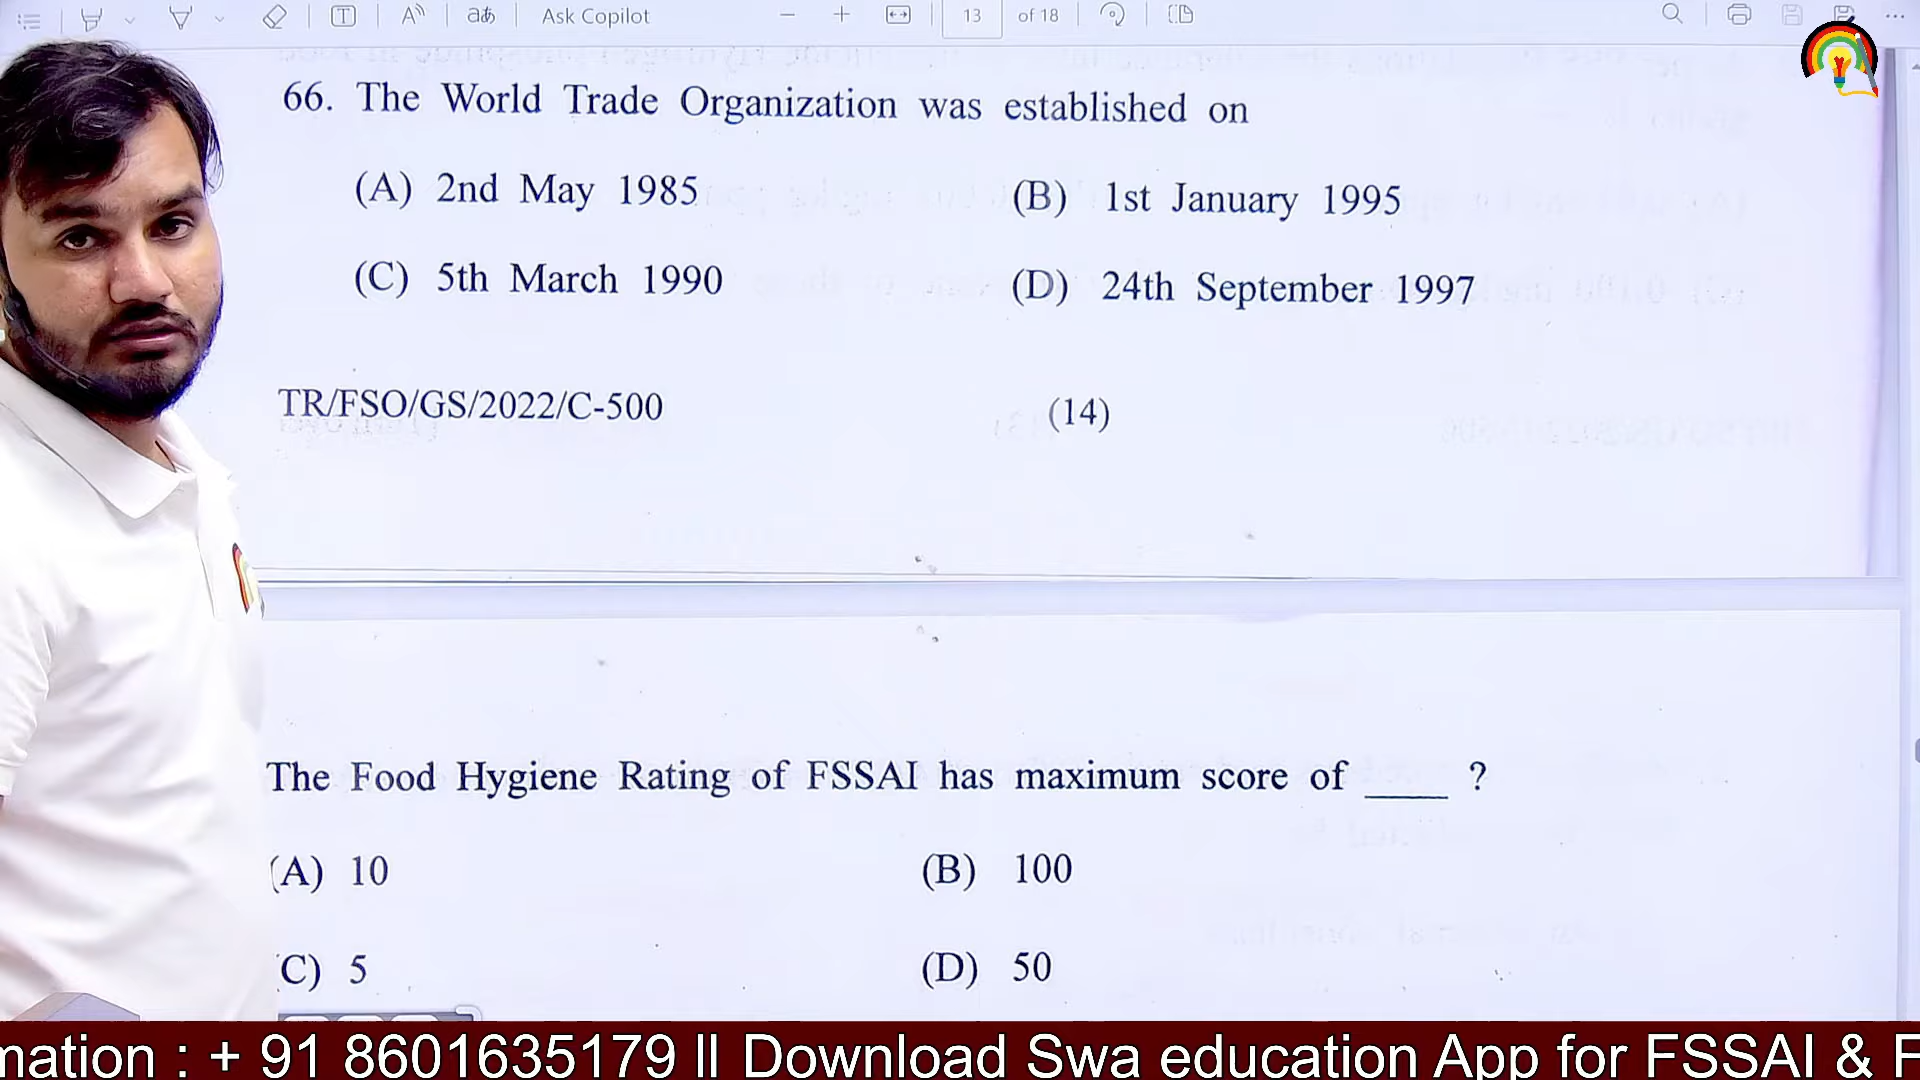 Ask Copilot
13 of 18
66. The World Trade Organization was established on
(A) 2nd May 1985
(B) 1st January 1995
(C) 5th March 1990
(D) 24th September 1997
TR/FSO/GS/2022/C-500
(14)
The Food Hygiene Rating of FSSAI has maximum score of ____ ?
(A) 10
(B) 100
C) 5
(D) 50
mation : + 91 8601635179 ll Download Swa education App for FSSAI & F